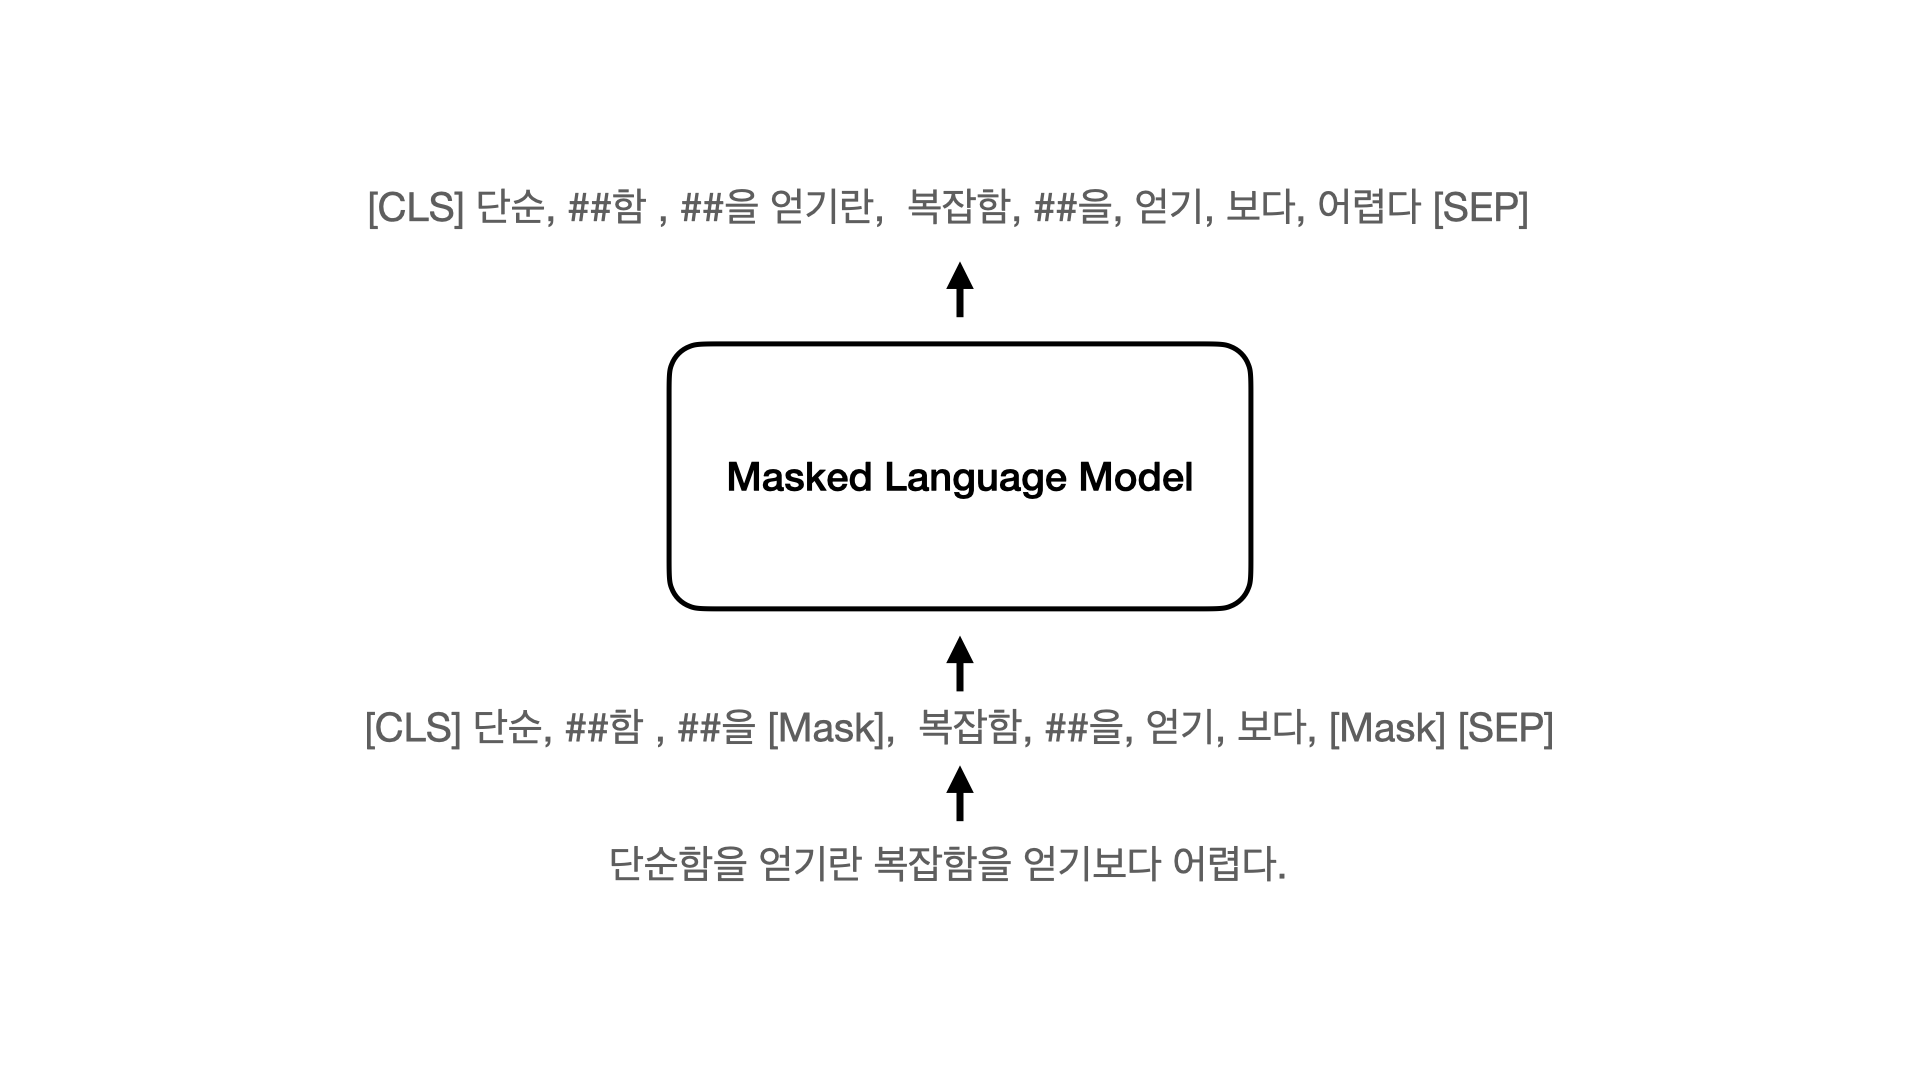 [CLS] 단순, ##함 , ##을 얻기란,  복잡함, ##을, 얻기, 보다, 어렵다 [SEP]
Masked Language Model
[CLS] 단순, ##함 , ##을 [Mask],  복잡함, ##을, 얻기, 보다, [Mask] [SEP]
단순함을 얻기란 복잡함을 얻기보다 어렵다.